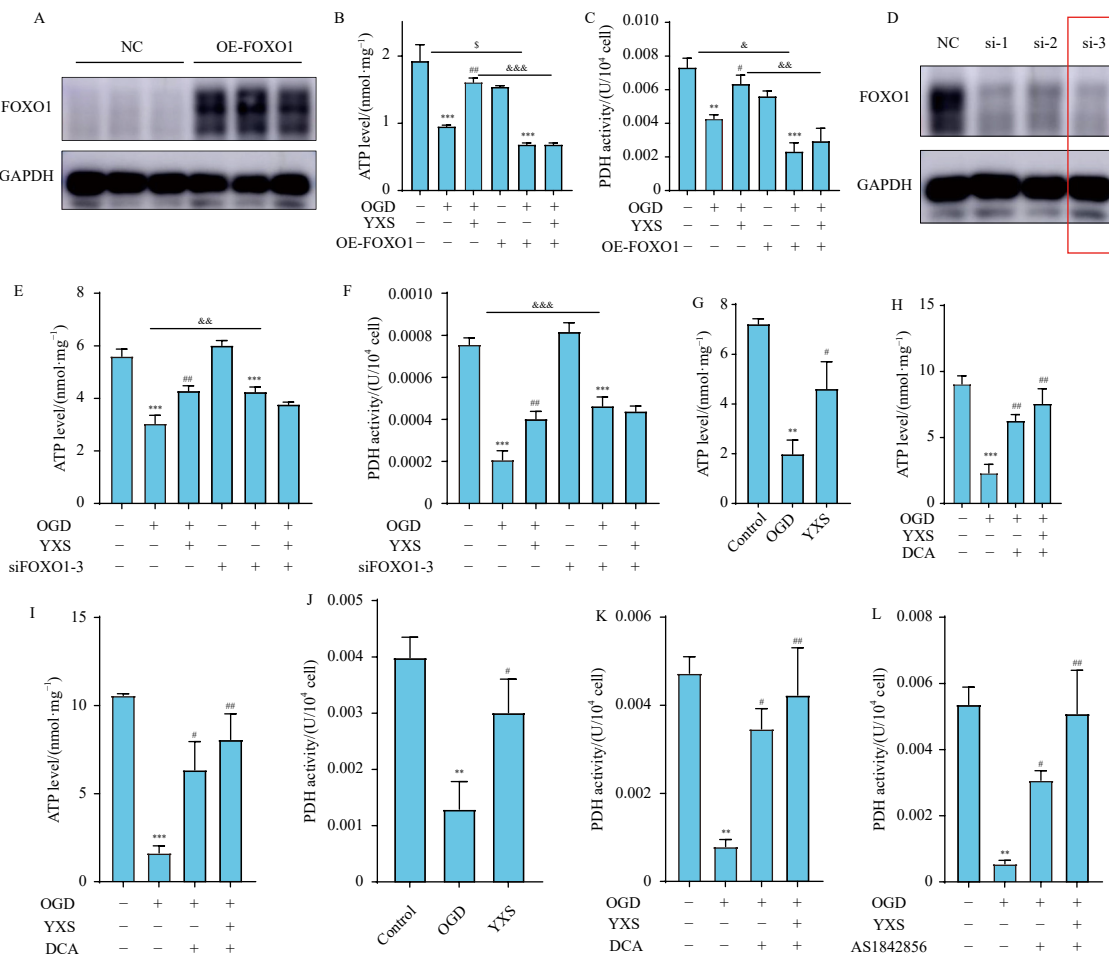 A
NC OE-FOXO1
FOXO1
GAPDH
B
ATP level/(nmol·mg⁻¹)
2
1
0
$
&&&
***
##
***
OGD − + + − + +
YXS − − + − − +
OE-FOXO1 − − − + + +
C
PDH activity/(U/10⁴ cell)
0.010
0.008
0.006
0.004
0.002
0
&
&&
**
#
***
OGD − + + − + +
YXS − − + − − +
OE-FOXO1 − − − + + +
D
NC si-1 si-2 si-3
FOXO1
GAPDH
E
ATP level/(nmol·mg⁻¹)
8
6
4
2
0
&&
***
##
***
OGD − + + − + +
YXS − − + − − +
siFOXO1-3 − − − + + +
F
PDH activity/(U/10⁴ cell)
0.0010
0.0008
0.0006
0.0004
0.0002
0
&&&
***
##
***
OGD − + + − + +
YXS − − + − − +
siFOXO1-3 − − − + + +
G
ATP level/(nmol·mg⁻¹)
8
6
4
2
0
**
#
Control OGD YXS
H
ATP level/(nmol·mg⁻¹)
15
10
5
0
***
##
##
OGD − + + +
YXS − − − +
DCA − − + +
I
ATP level/(nmol·mg⁻¹)
15
10
5
0
***
#
##
OGD − + + +
YXS − − − +
DCA − − + +
J
PDH activity/(U/10⁴ cell)
0.005
0.004
0.003
0.002
0.001
0
**
#
Control OGD YXS
K
PDH activity/(U/10⁴ cell)
0.006
0.004
0.002
0
**
#
##
OGD − + + +
YXS − − − +
DCA − − + +
L
PDH activity/(U/10⁴ cell)
0.008
0.006
0.004
0.002
0
**
#
##
OGD − + + +
YXS − − − +
AS1842856 − − + +